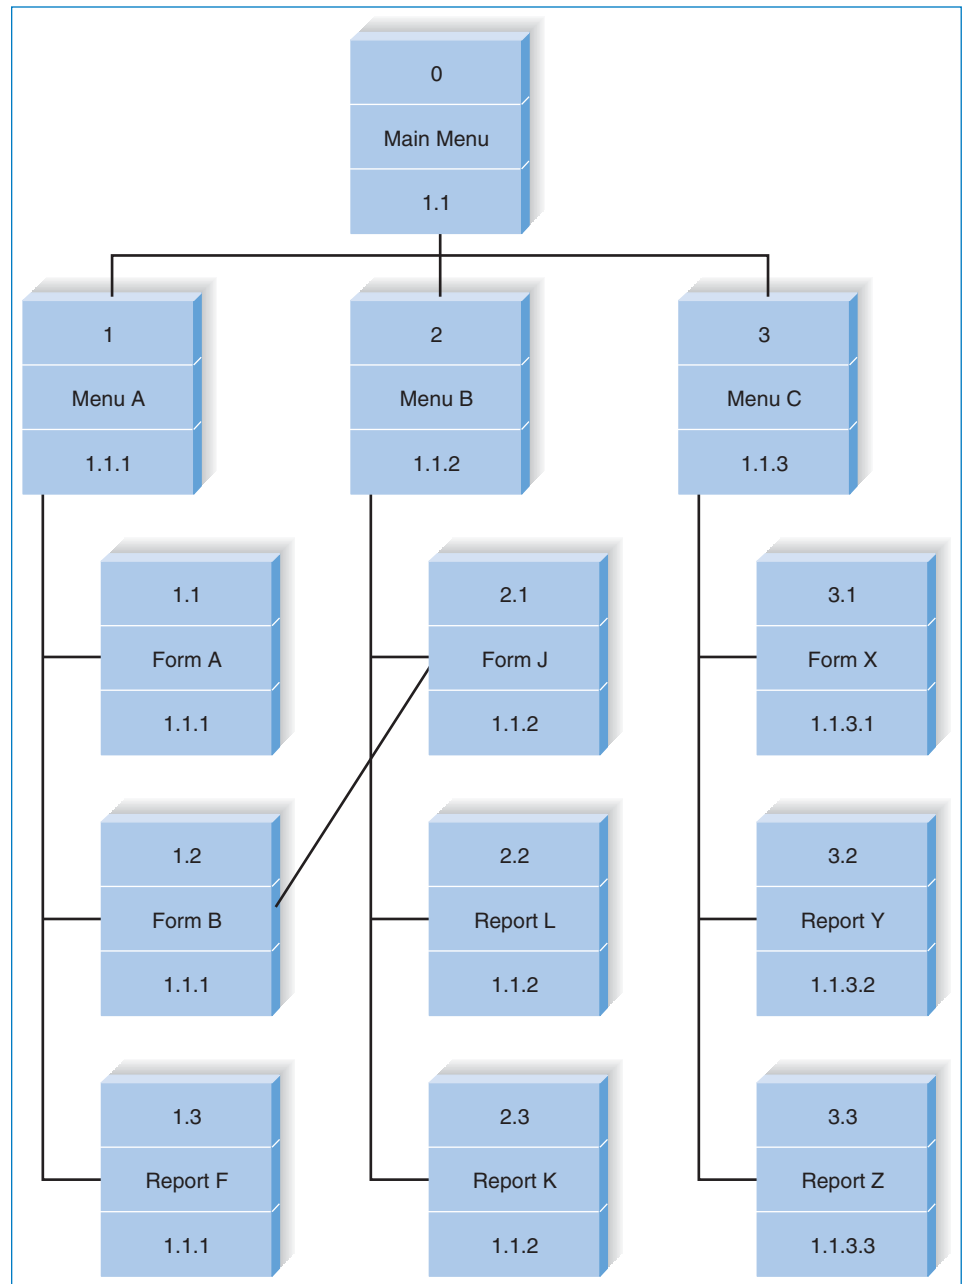 0
Main Menu
1.1
1
Menu A
1.1.1
2
Menu B
1.1.2
3
Menu C
1.1.3
1.1
Form A
1.1.1
2.1
Form J
1.1.2
3.1
Form X
1.1.3.1
1.2
Form B
1.1.1
2.2
Report L
1.1.2
3.2
Report Y
1.1.3.2
1.3
Report F
1.1.1
2.3
Report K
1.1.2
3.3
Report Z
1.1.3.3